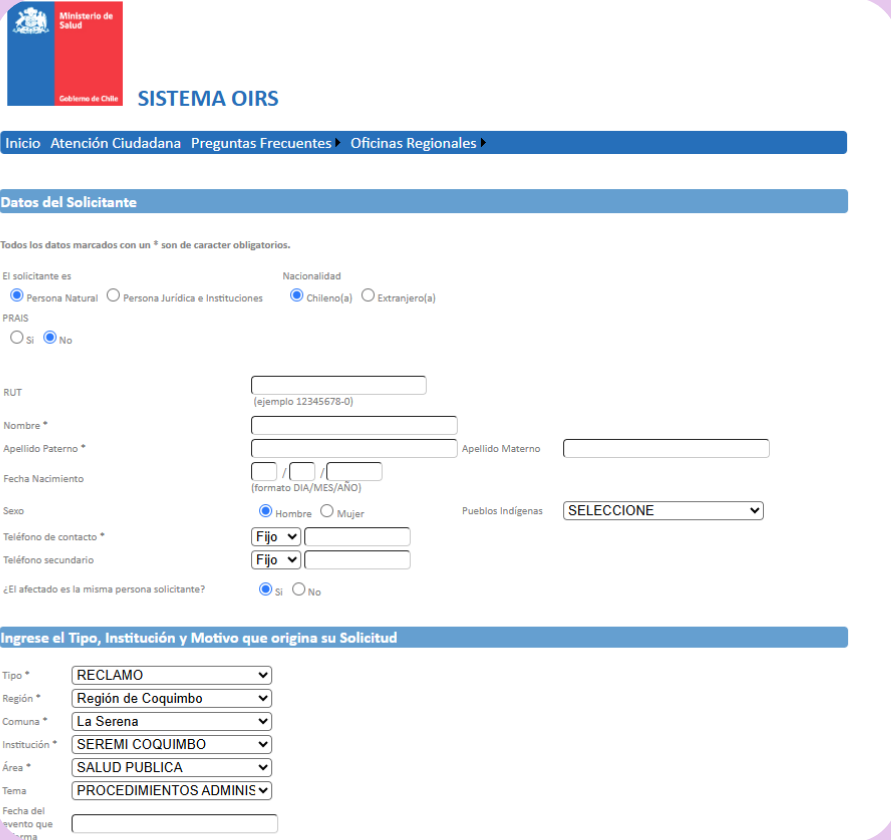 Ministerio de
Salud
Gobierno de Chile
SISTEMA OIRS
Inicio Atención Ciudadana Preguntas Frecuentes Oficinas Regionales
Datos del Solicitante
Todos los datos marcados con un * son de caracter obligatorios.
El solicitante es Nacionalidad
Persona Natural Persona Jurídica e Instituciones Chileno(a) Extranjero(a)
PRAIS
Si No
RUT
(ejemplo 12345678-0)
Nombre *
Apellido Paterno * Apellido Materno
Fecha Nacimiento / /
(formato DIA/MES/AÑO)
Sexo Hombre Mujer Pueblos Indígenas SELECCIONE
Teléfono de contacto * Fijo
Teléfono secundario Fijo
¿El afectado es la misma persona solicitante? Si No
Ingrese el Tipo, Institución y Motivo que origina su Solicitud
Tipo * RECLAMO
Región * Región de Coquimbo
Comuna * La Serena
Institución * SEREMI COQUIMBO
Área * SALUD PUBLICA
Tema PROCEDIMIENTOS ADMINIS
Fecha del
evento que